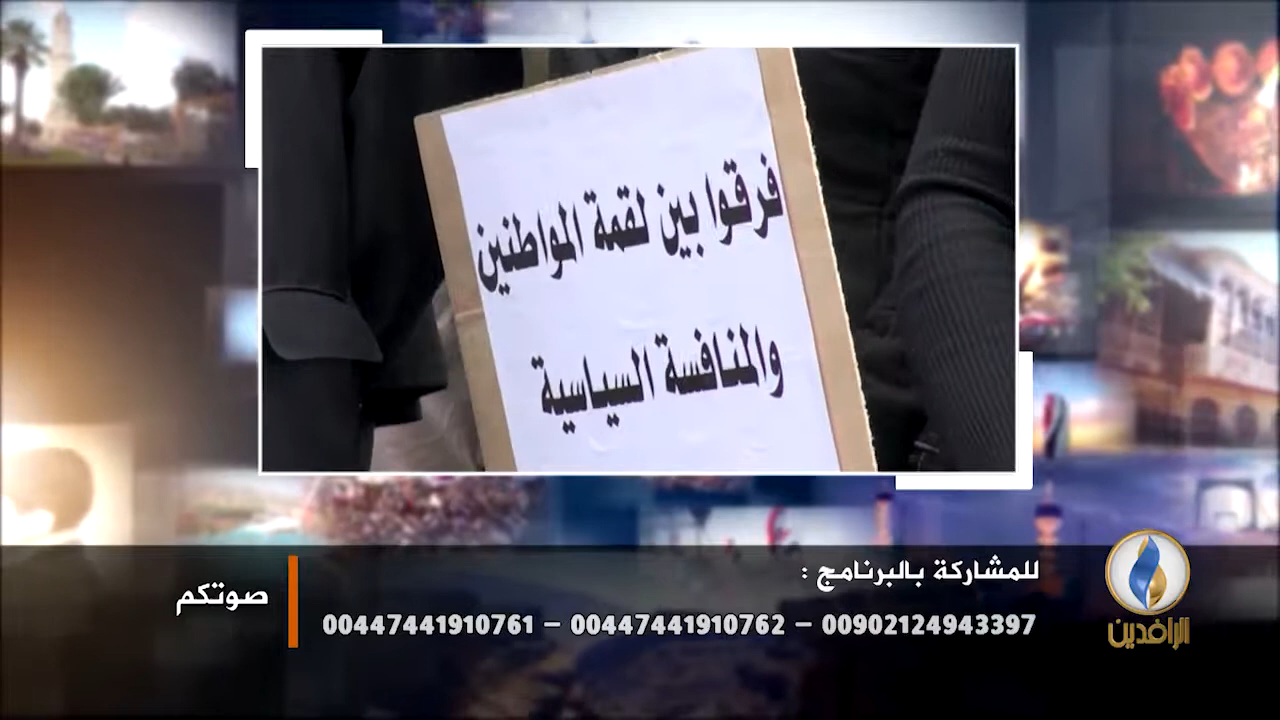 فرقوا بين لقمة المواطنين
والمنافسة السياسية
للمشاركة بالبرنامج :
صوتكم
00447441910761 – 00447441910762 – 00902124943397
الرافدين